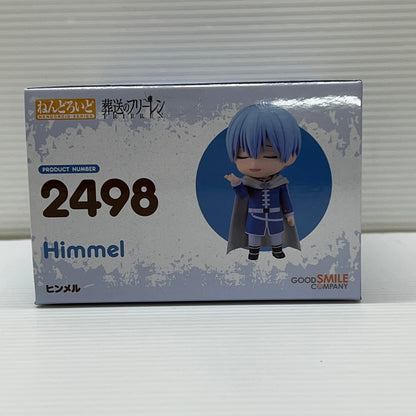 ねんどろいど
NENDOROID SERIES
葬送のフリーレン
FRIEREN
PRODUCT NUMBER
2498
Himmel
ヒンメル
GOOD SMILE
COMPANY